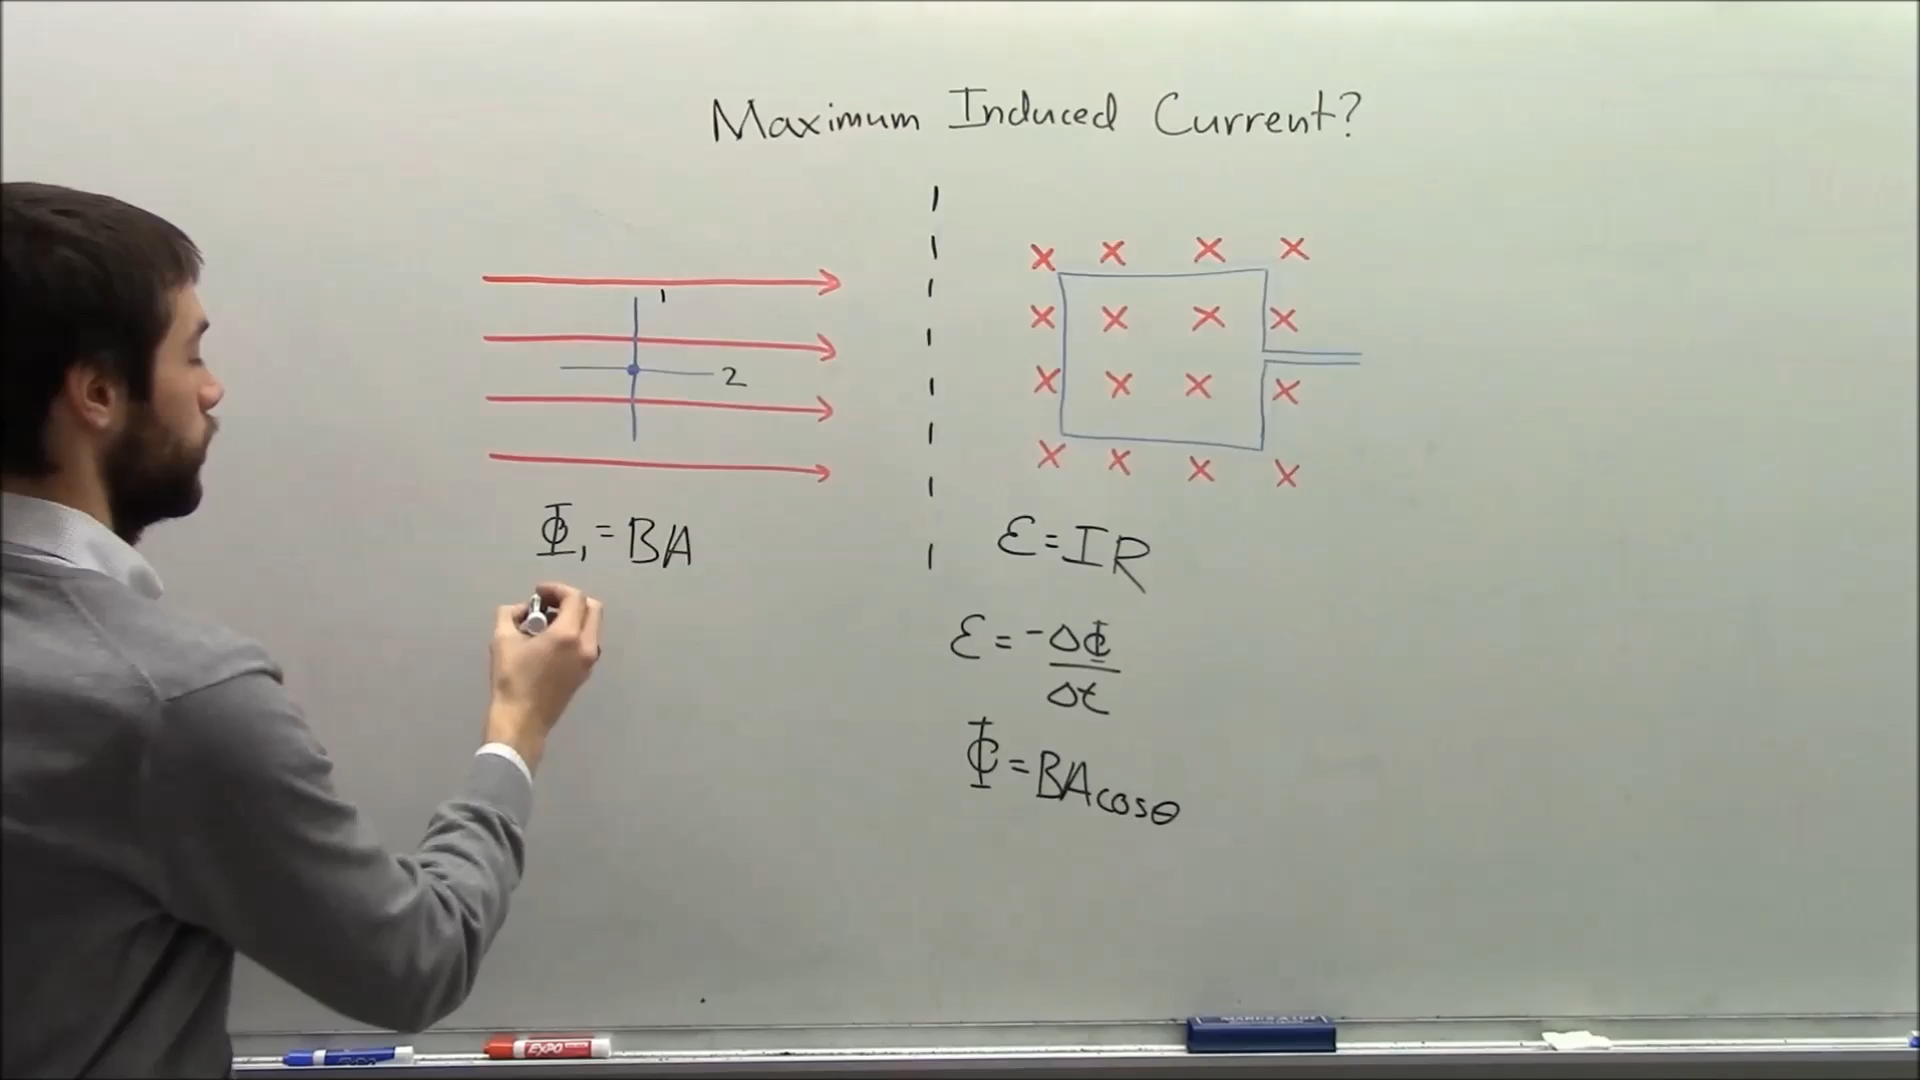 Maximum Induced Current?
1
2
Φ₁ = BA
ε = IR
ε = -ΔΦ
Δt
Φ = BAcosθ
EXPO